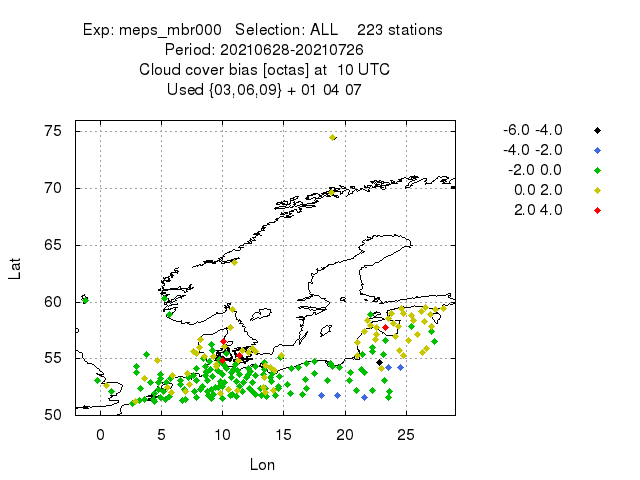 Exp: meps_mbr000 Selection: ALL 223 stations
Period: 20210628-20210726
Cloud cover bias [octas] at 10 UTC
Used {03,06,09} + 01 04 07
-6.0 -4.0
-4.0 -2.0
-2.0 0.0
0.0 2.0
2.0 4.0
75
70
65
60
55
50
Lat
0 5 10 15 20 25
Lon